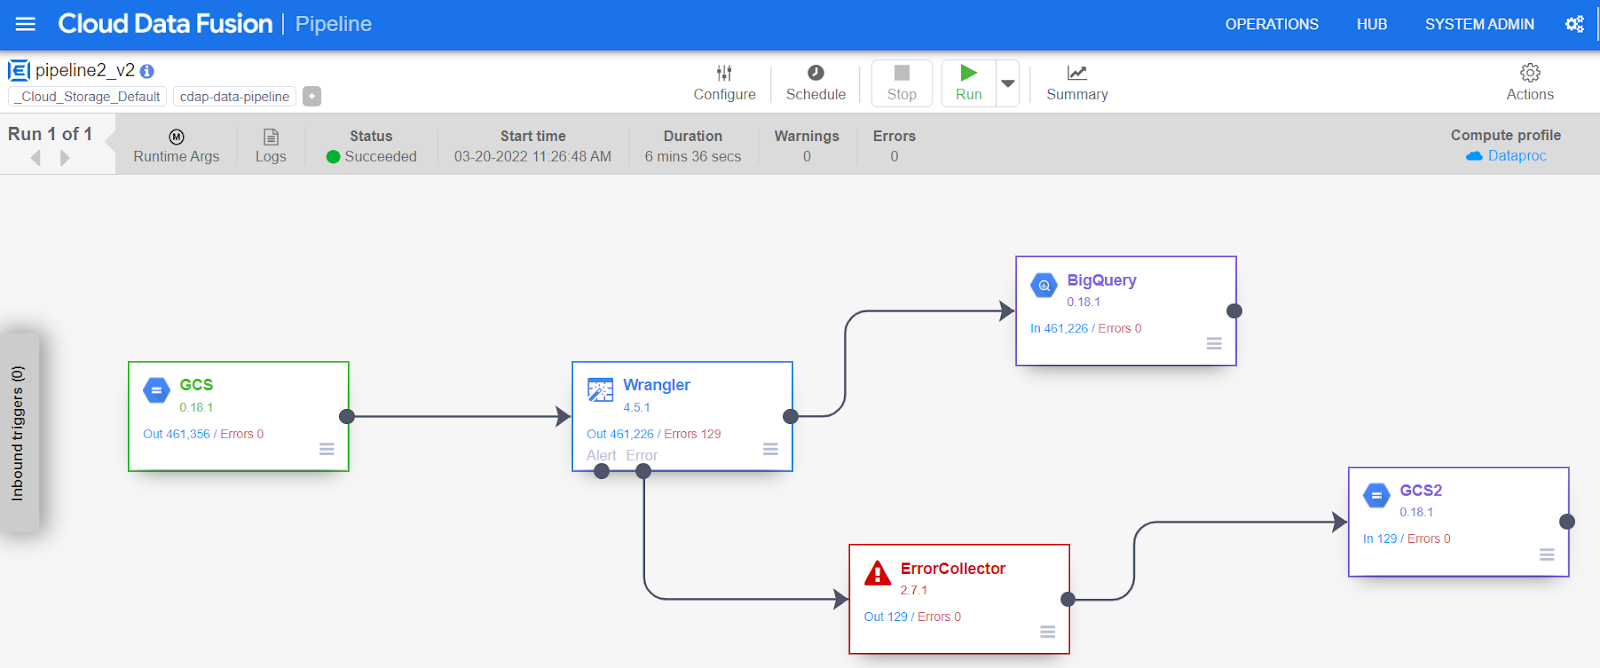 Cloud Data Fusion | Pipeline
OPERATIONS HUB SYSTEM ADMIN
pipeline2_v2
_Cloud_Storage_Default cdap-data-pipeline +
Configure Schedule Stop Run Summary Actions
Run 1 of 1
M
Runtime Args
Logs
Status
Succeeded
Start time
03-20-2022 11:26:48 AM
Duration
6 mins 36 secs
Warnings
0
Errors
0
Compute profile
Dataproc
Inbound triggers (0)
GCS
0.18.1
Out 461,356 / Errors 0
Wrangler
4.5.1
Out 461,226 / Errors 129
Alert Error
BigQuery
0.18.1
In 461,226 / Errors 0
ErrorCollector
2.7.1
Out 129 / Errors 0
GCS2
0.18.1
In 129 / Errors 0